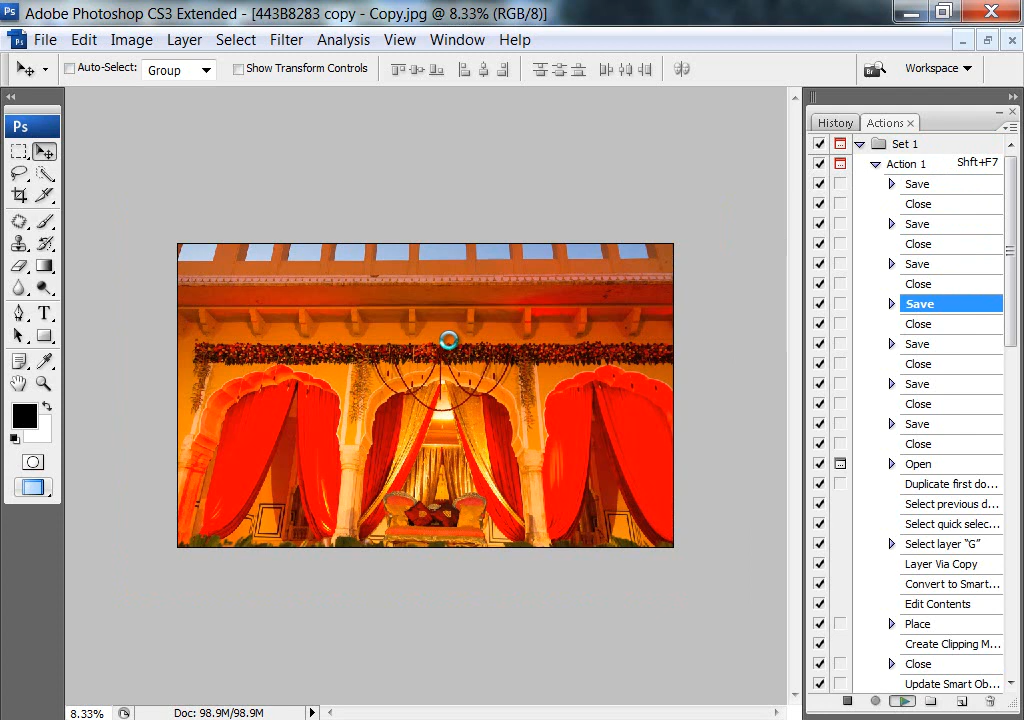 Ps Adobe Photoshop CS3 Extended - [443B8283 copy - Copy.jpg @ 8.33% (RGB/8)]
Ps File Edit Image Layer Select Filter Analysis View Window Help
Auto-Select: Group Show Transform Controls Br Workspace
Ps
T
History Actions
Set 1
Action 1 Shft+F7
Save
Close
Save
Close
Save
Close
Save
Close
Save
Close
Save
Close
Save
Close
Open
Duplicate first do...
Select previous d...
Select quick selec...
Select layer "G"
Layer Via Copy
Convert to Smart...
Edit Contents
Place
Create Clipping M...
Close
Update Smart Ob...
8.33% Doc: 98.9M/98.9M